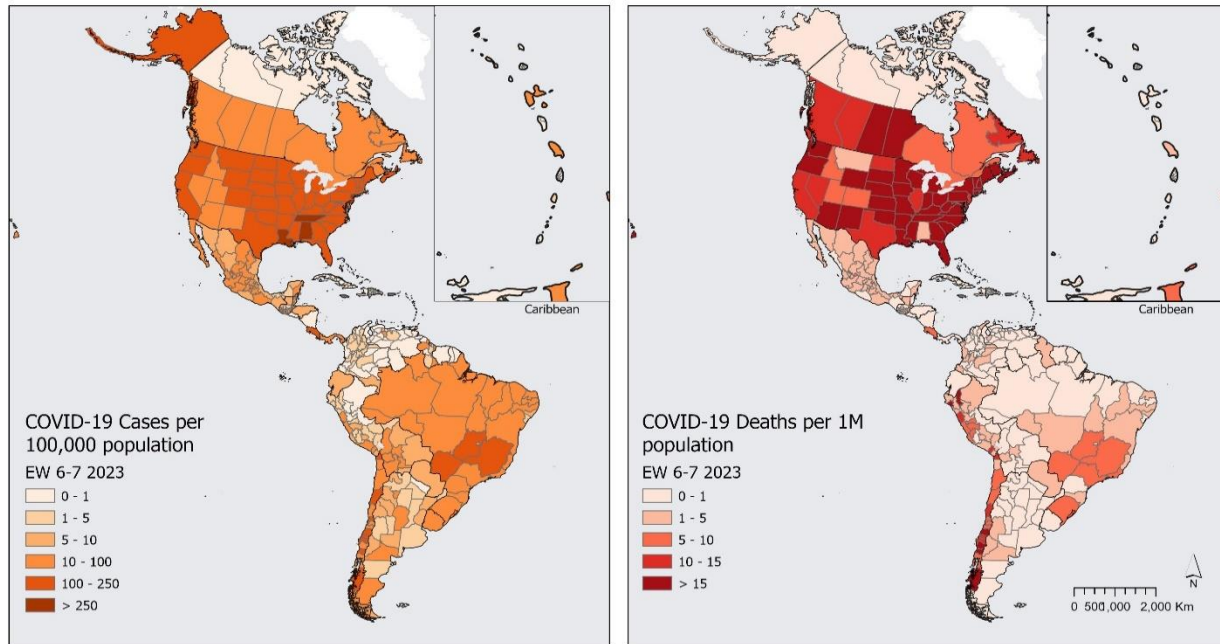 Caribbean
COVID-19 Cases per
100,000 population
EW 6-7 2023
0 - 1
1 - 5
5 - 10
10 - 100
100 - 250
> 250
Caribbean
COVID-19 Deaths per 1M
population
EW 6-7 2023
0 - 1
1 - 5
5 - 10
10 - 15
> 15
N
0 5001,000 2,000 Km